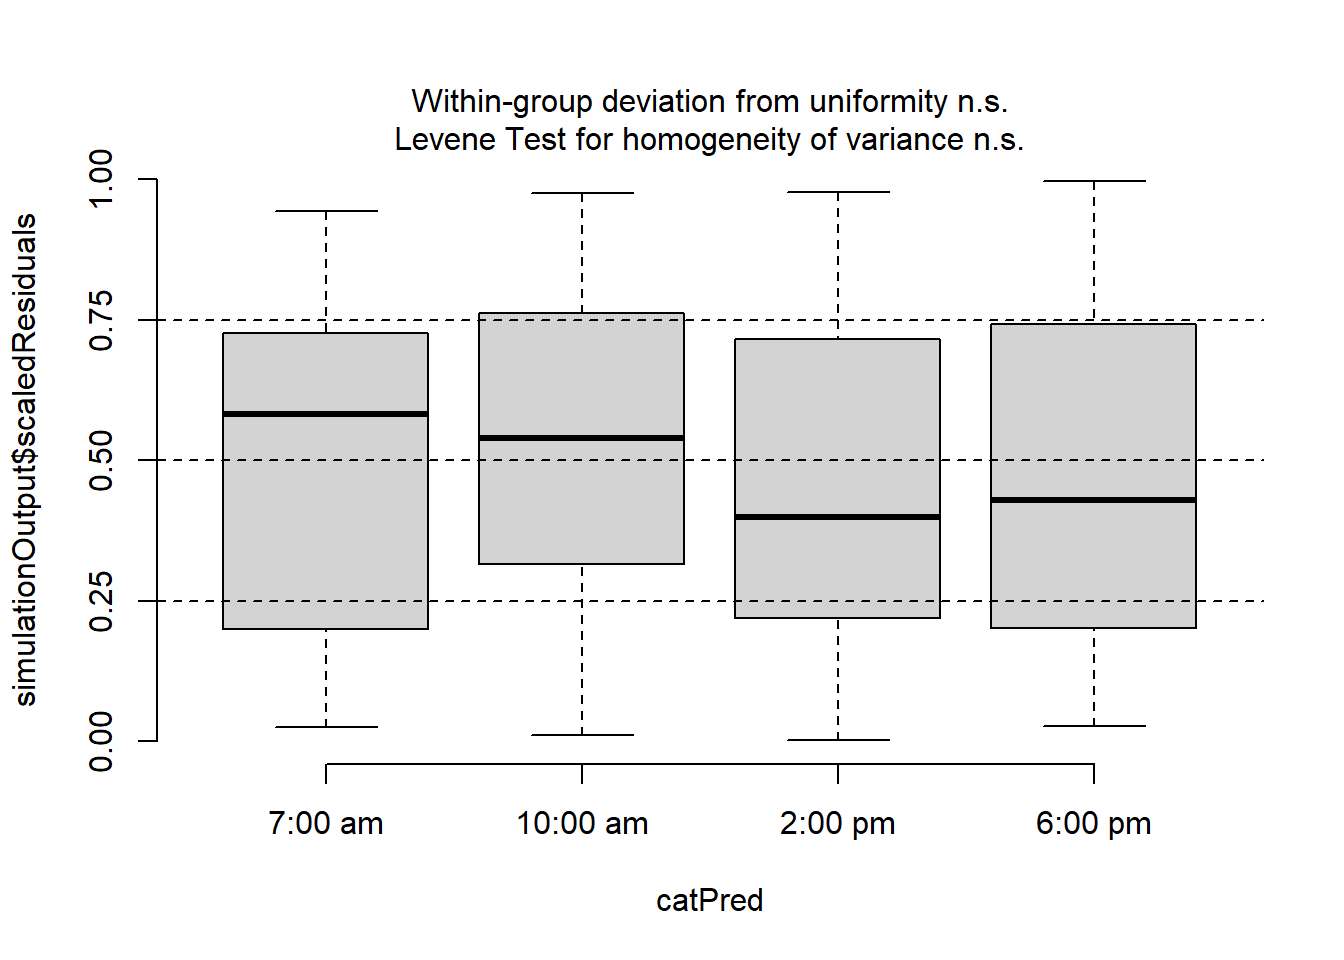 Within-group deviation from uniformity n.s.
Levene Test for homogeneity of variance n.s.
simulationOutput$scaledResiduals
1.00
0.75
0.50
0.25
0.00
7:00 am 10:00 am 2:00 pm 6:00 pm
catPred